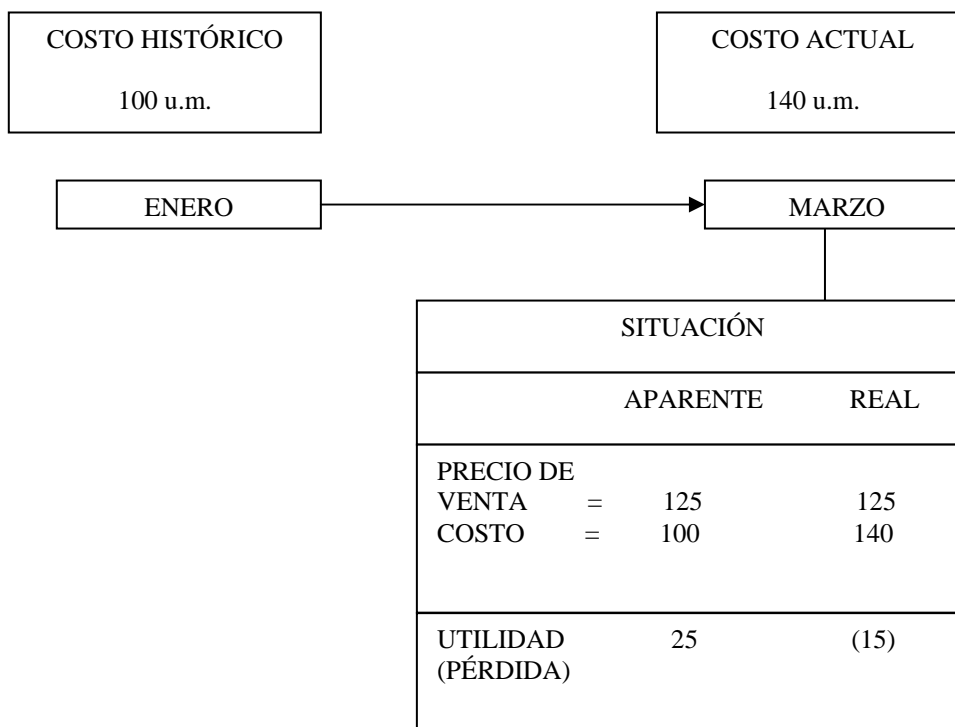 COSTO HISTÓRICO
100 u.m.
COSTO ACTUAL
140 u.m.
ENERO
MARZO
SITUACIÓN
APARENTE REAL
PRECIO DE
VENTA = 125 125
COSTO = 100 140
UTILIDAD 25 (15)
(PÉRDIDA)